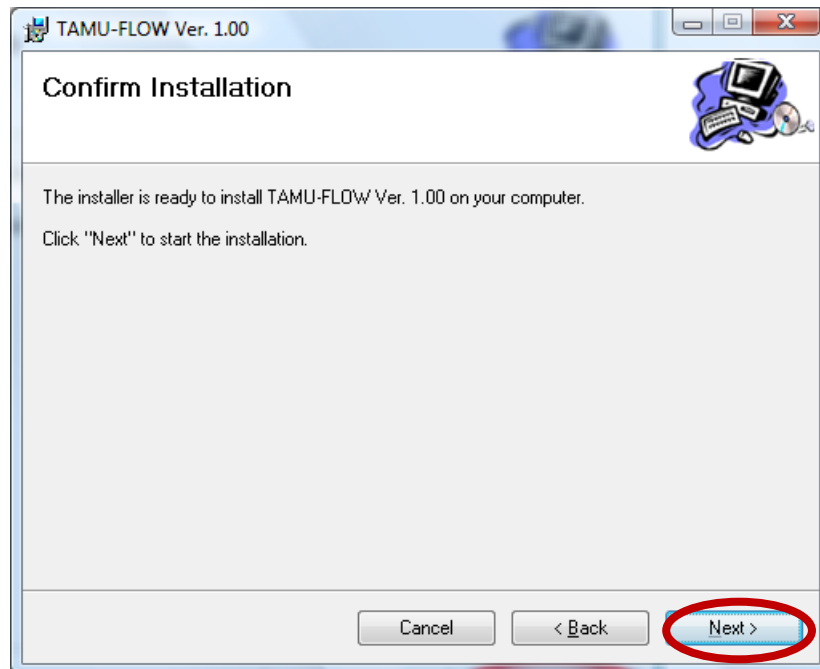 TAMU-FLOW Ver. 1.00
Confirm Installation
The installer is ready to install TAMU-FLOW Ver. 1.00 on your computer.
Click "Next" to start the installation.
Cancel
< Back
Next >